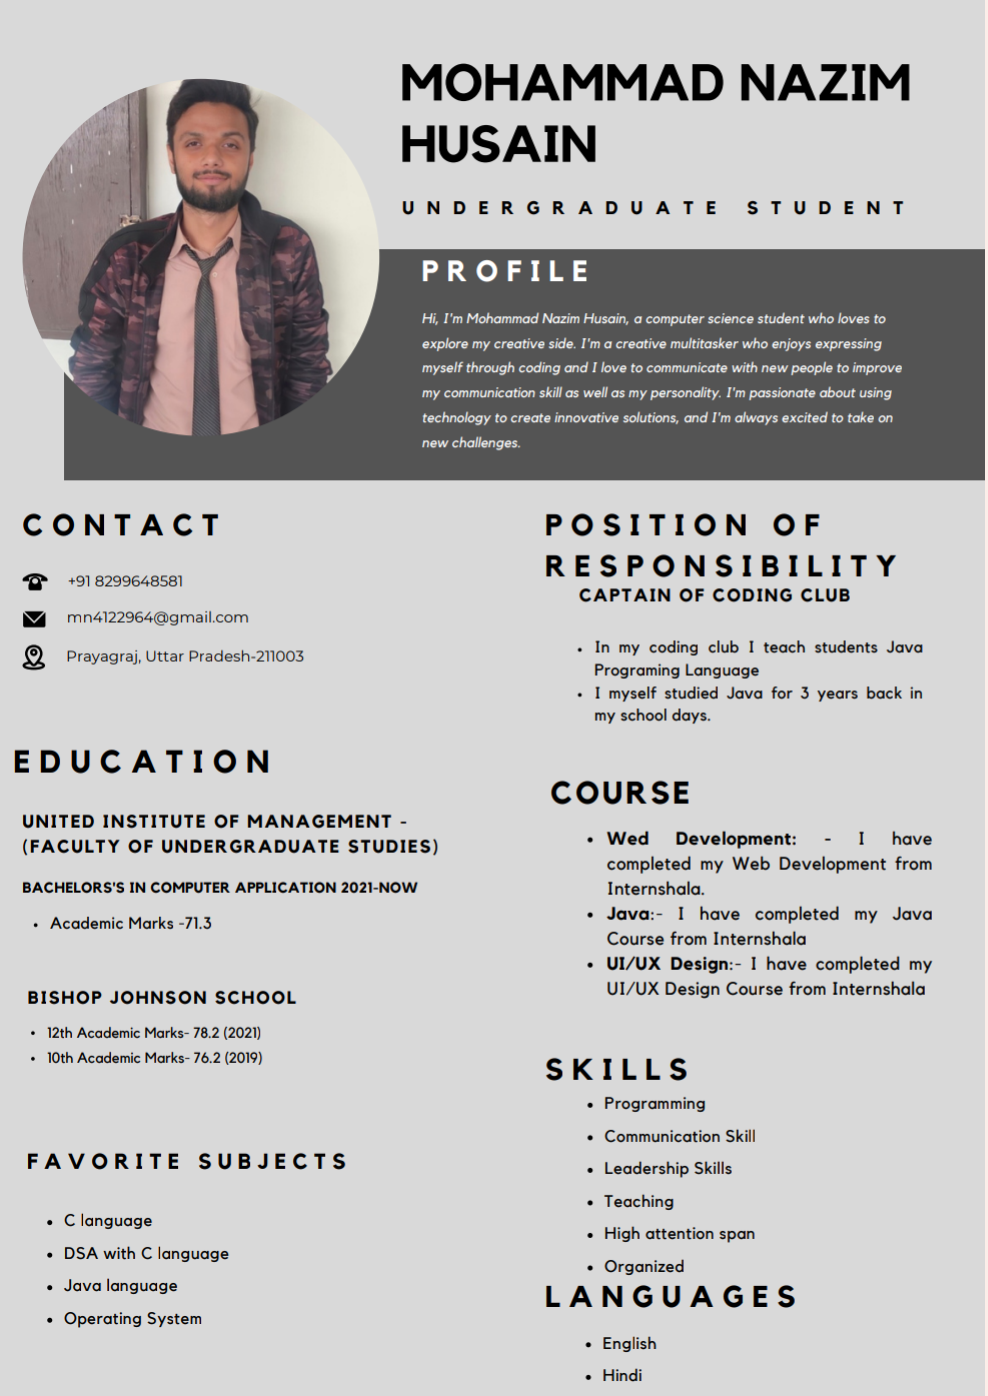 MOHAMMAD NAZIM
HUSAIN
UNDERGRADUATE STUDENT
PROFILE
Hi, I'm Mohammad Nazim Husain, a computer science student who loves to
explore my creative side. I'm a creative multitasker who enjoys expressing
myself through coding and I love to communicate with new people to improve
my communication skill as well as my personality. I'm passionate about using
technology to create innovative solutions, and I'm always excited to take on
new challenges.
CONTACT
+91 8299648581
mn4122964@gmail.com
Prayagraj, Uttar Pradesh-211003
EDUCATION
UNITED INSTITUTE OF MANAGEMENT -
(FACULTY OF UNDERGRADUATE STUDIES)
BACHELORS'S IN COMPUTER APPLICATION 2021-NOW
• Academic Marks -71.3
BISHOP JOHNSON SCHOOL
• 12th Academic Marks- 78.2 (2021)
• 10th Academic Marks- 76.2 (2019)
FAVORITE SUBJECTS
• C language
• DSA with C language
• Java language
• Operating System
POSITION OF
RESPONSIBILITY
CAPTAIN OF CODING CLUB
• In my coding club I teach students Java
Programing Language
• I myself studied Java for 3 years back in
my school days.
COURSE
• Wed Development: - I have
completed my Web Development from
Internshala.
• Java:- I have completed my Java
Course from Internshala
• UI/UX Design:- I have completed my
UI/UX Design Course from Internshala
SKILLS
• Programming
• Communication Skill
• Leadership Skills
• Teaching
• High attention span
• Organized
LANGUAGES
• English
• Hindi